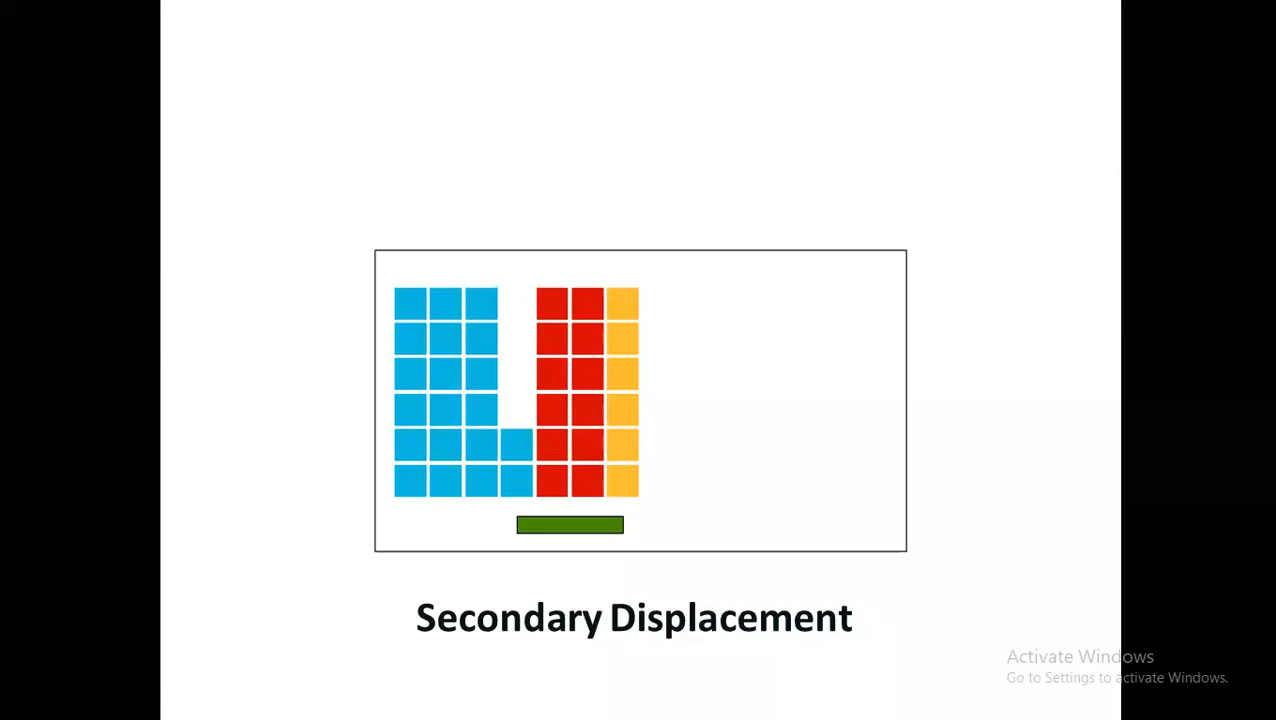 Secondary Displacement
Activate Windows
Go to Settings to activate Windows.